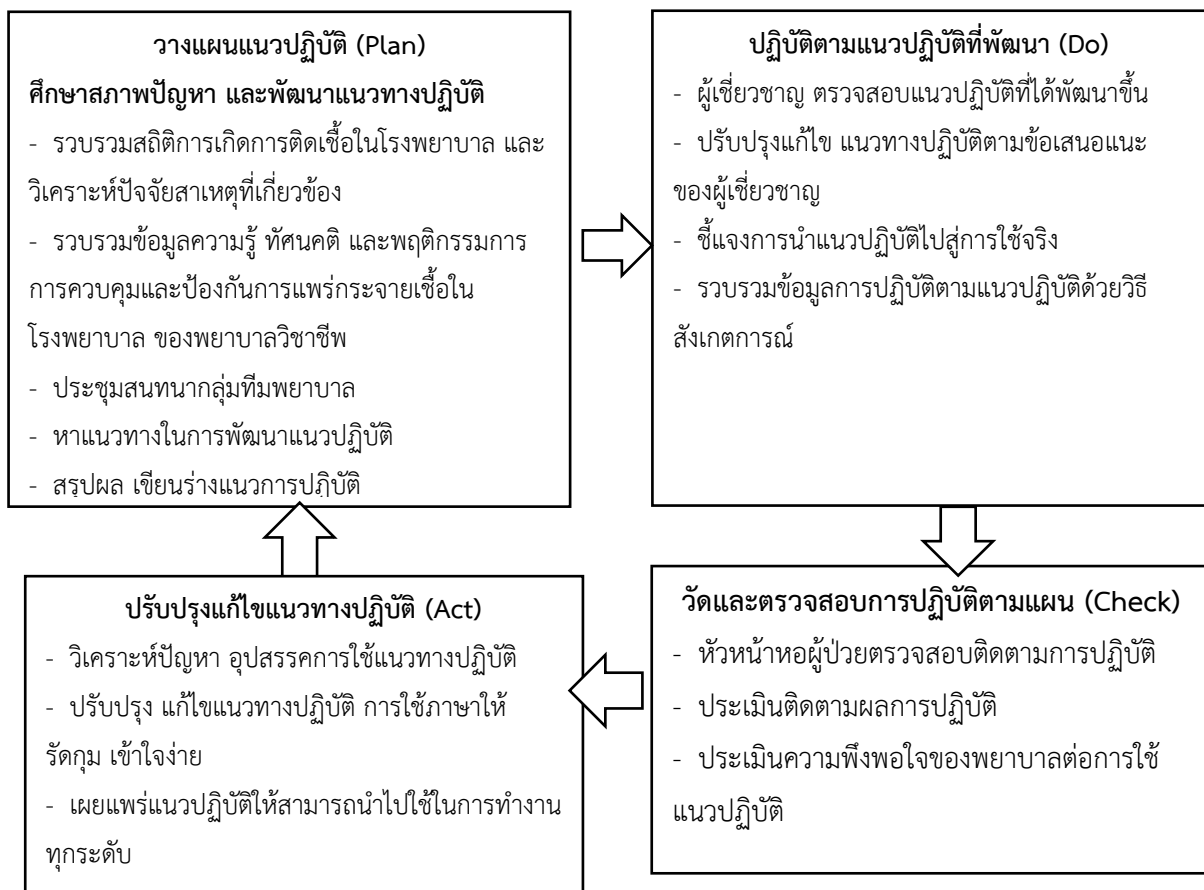 วางแผนแนวปฏิบัติ (Plan)
ศึกษาสภาพปัญหา และพัฒนาแนวทางปฏิบัติ
- รวบรวมสถิติการเกิดการติดเชื้อในโรงพยาบาล และ
วิเคราะห์ปัจจัยสาเหตุที่เกี่ยวข้อง
- รวบรวมข้อมูลความรู้ ทัศนคติ และพฤติกรรมการ
การควบคุมและป้องกันการแพร่กระจายเชื้อใน
โรงพยาบาล ของพยาบาลวิชาชีพ
- ประชุมสนทนากลุ่มทีมพยาบาล
- หาแนวทางในการพัฒนาแนวปฏิบัติ
- สรุปผล เขียนร่างแนวการปฏิบัติ
ปฏิบัติตามแนวปฏิบัติที่พัฒนา (Do)
- ผู้เชี่ยวชาญ ตรวจสอบแนวปฏิบัติที่ได้พัฒนาขึ้น
- ปรับปรุงแก้ไข แนวทางปฏิบัติตามข้อเสนอแนะ
ของผู้เชี่ยวชาญ
- ชี้แจงการนำแนวปฏิบัติไปสู่การใช้จริง
- รวบรวมข้อมูลการปฏิบัติตามแนวปฏิบัติด้วยวิธี
สังเกตการณ์
วัดและตรวจสอบการปฏิบัติตามแผน (Check)
- หัวหน้าหอผู้ป่วยตรวจสอบติดตามการปฏิบัติ
- ประเมินติดตามผลการปฏิบัติ
- ประเมินความพึงพอใจของพยาบาลต่อการใช้
แนวปฏิบัติ
ปรับปรุงแก้ไขแนวทางปฏิบัติ (Act)
- วิเคราะห์ปัญหา อุปสรรคการใช้แนวทางปฏิบัติ
- ปรับปรุง แก้ไขแนวทางปฏิบัติ การใช้ภาษาให้
รัดกุม เข้าใจง่าย
- เผยแพร่แนวปฏิบัติให้สามารถนำไปใช้ในการทำงาน
ทุกระดับ